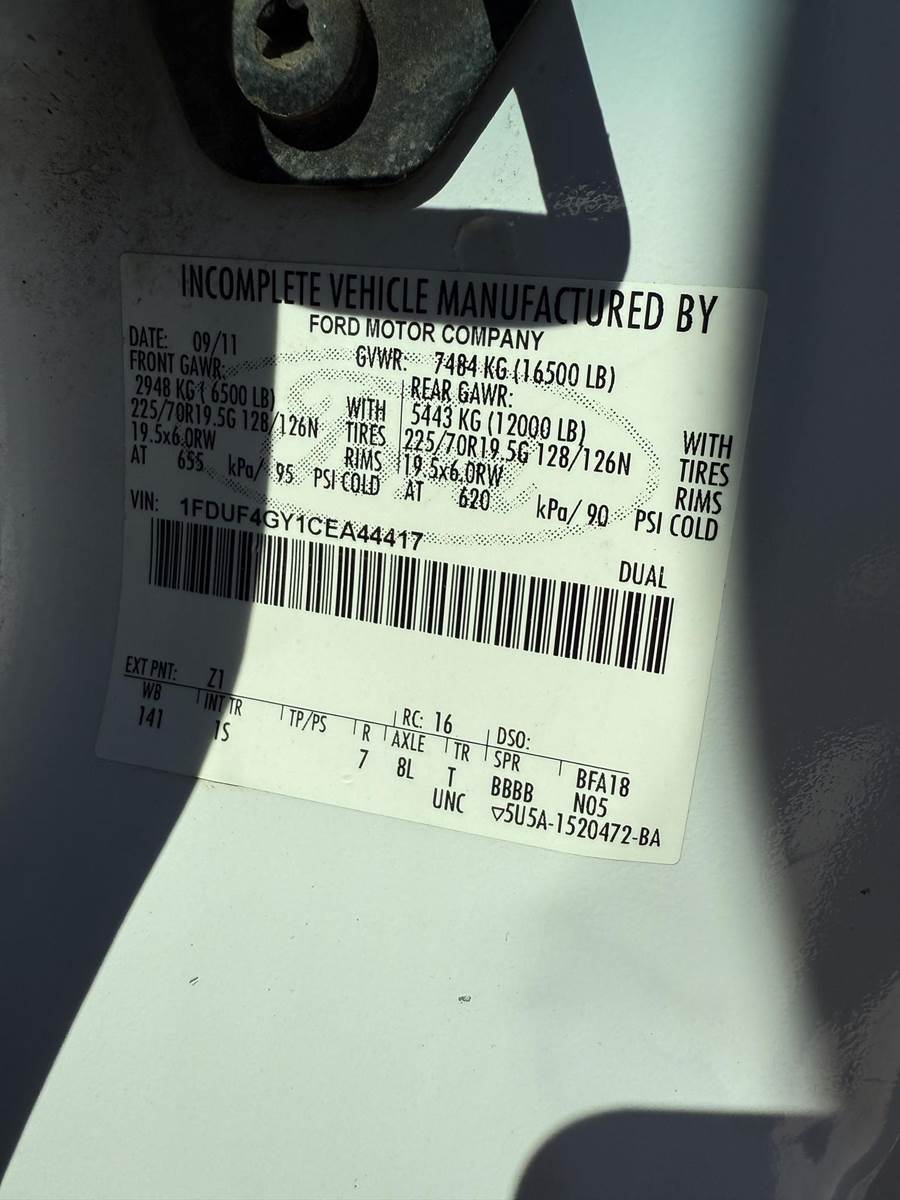 INCOMPLETE VEHICLE MANUFACTURED BY
FORD MOTOR COMPANY
DATE: 09/11
GVWR: 7484 KG (16500 LB)
FRONT GAWR:
2948 KG ( 6500 LB)
225/70R19.5G 128/126N
19.5x6.0RW
AT 655 kPa/ 95 PSI COLD
WITH
TIRES
RIMS
REAR GAWR:
5443 KG (12000 LB)
225/70R19.5G 128/126N
19.5x6.0RW
AT 620 kPa/ 90 PSI COLD
WITH
TIRES
RIMS
VIN: 1FDUF4GY1CEA44417
DUAL
EXT PNT: Z1 RC: 16 DSO:
WB INT TR TP/PS R AXLE TR SPR BFA18
141 1S 7 8L T BBBB N05
UNC ▽5U5A-1520472-BA